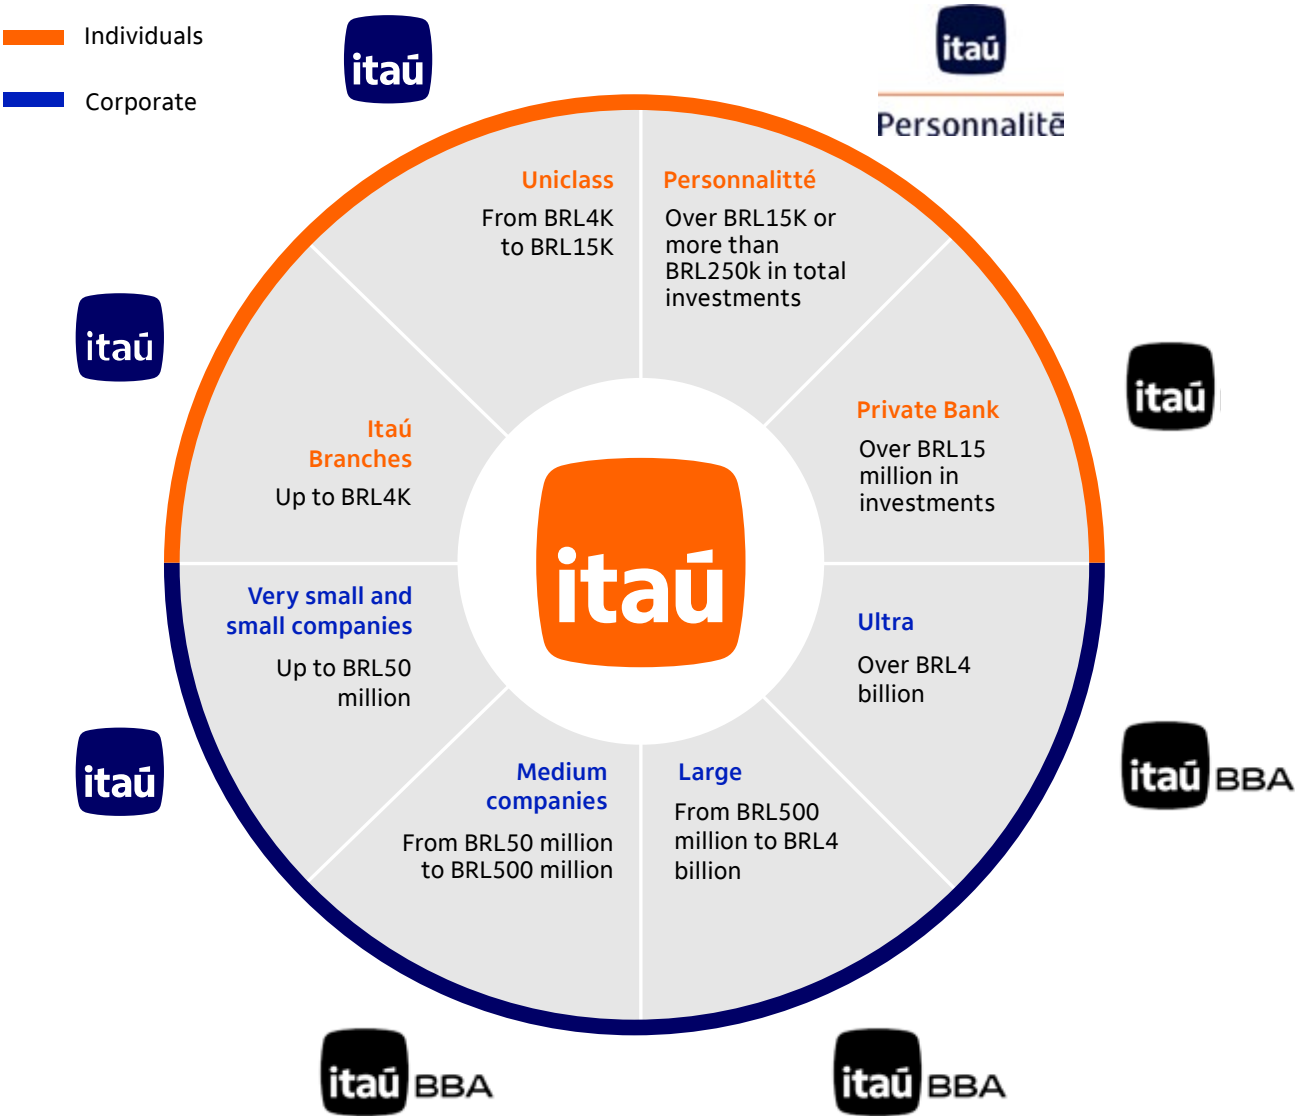 Individuals
Corporate
itaú
itaú
Personnalité
Uniclass
From BRL4K
to BRL15K
Personnalitté
Over BRL15K or
more than
BRL250k in total
investments
itaú
itaú
Itaú
Branches
Up to BRL4K
Private Bank
Over BRL15
million in
investments
itaú
Very small and
small companies
Up to BRL50
million
Ultra
Over BRL4
billion
itaú
itaú BBA
Medium
companies
From BRL50 million
to BRL500 million
Large
From BRL500
million to BRL4
billion
itaú BBA
itaú BBA